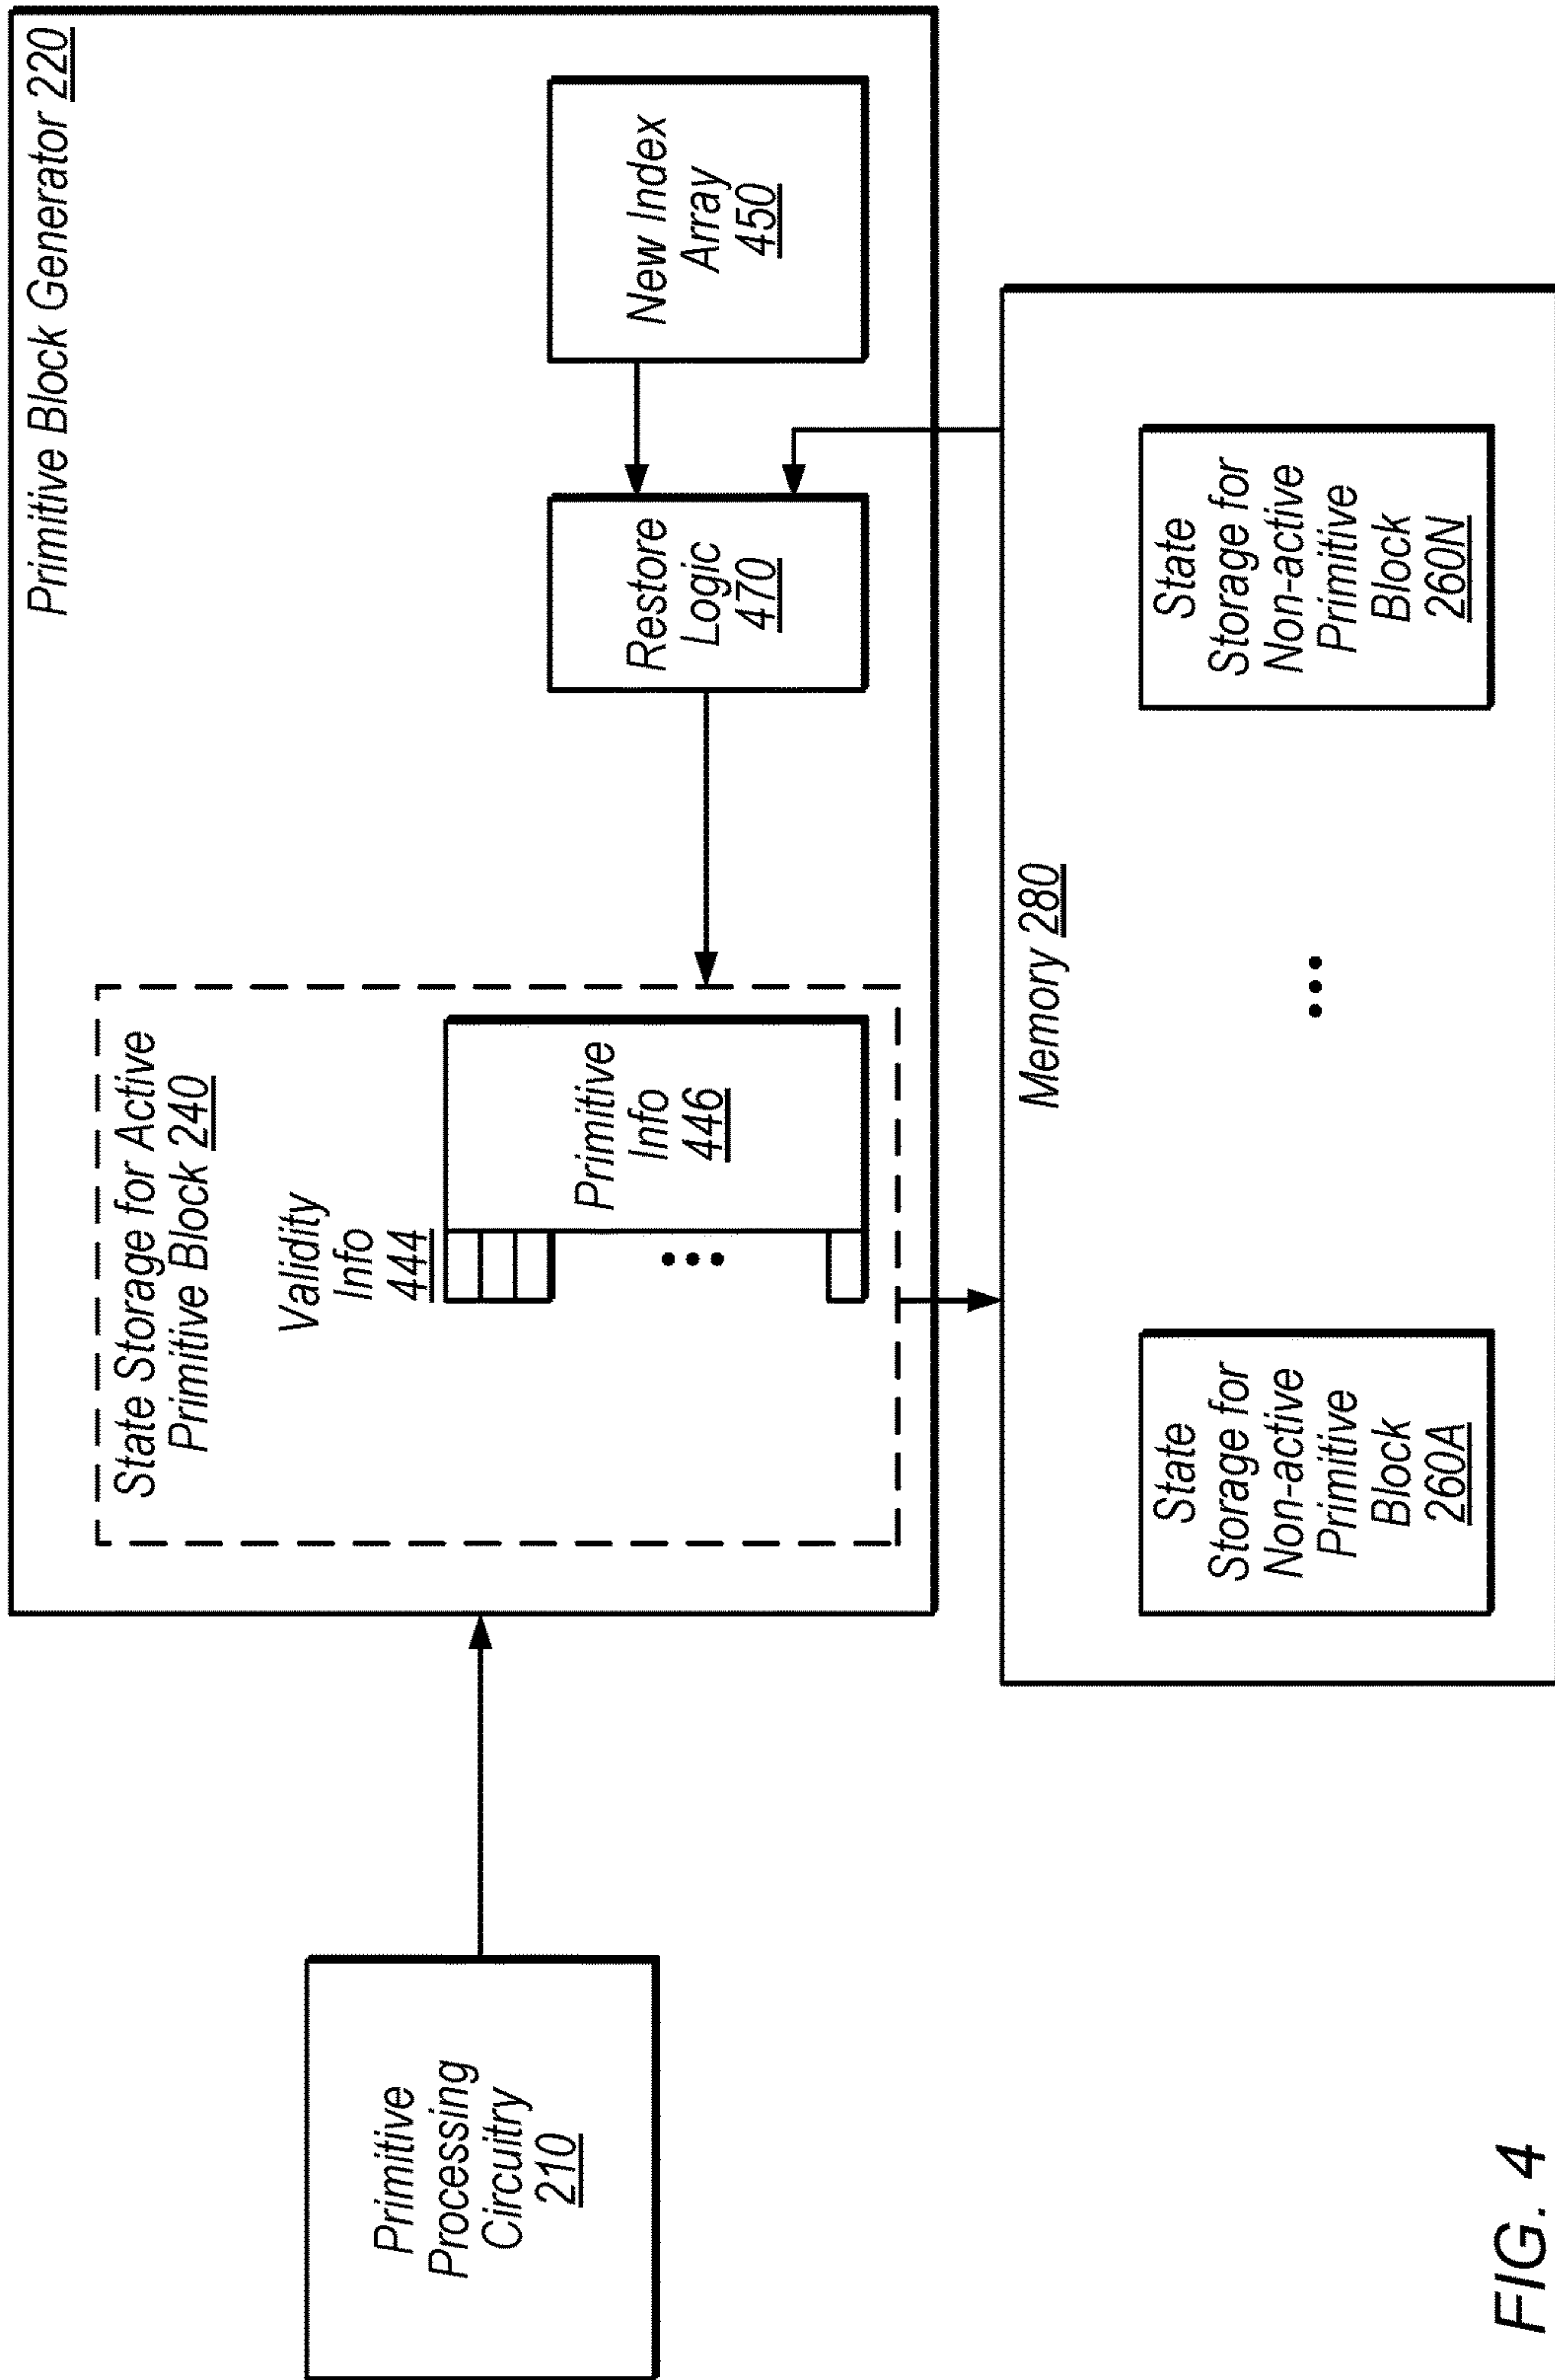 Primitive Block Generator 220
State Storage for Active
Primitive Block 240
Validity
Info
444
Primitive
Info
446
Restore
Logic
470
New Index
Array
450
Primitive
Processing
Circuitry
210
Memory 280
State
Storage for
Non-active
Primitive
Block
260A
State
Storage for
Non-active
Primitive
Block
260N
FIG. 4